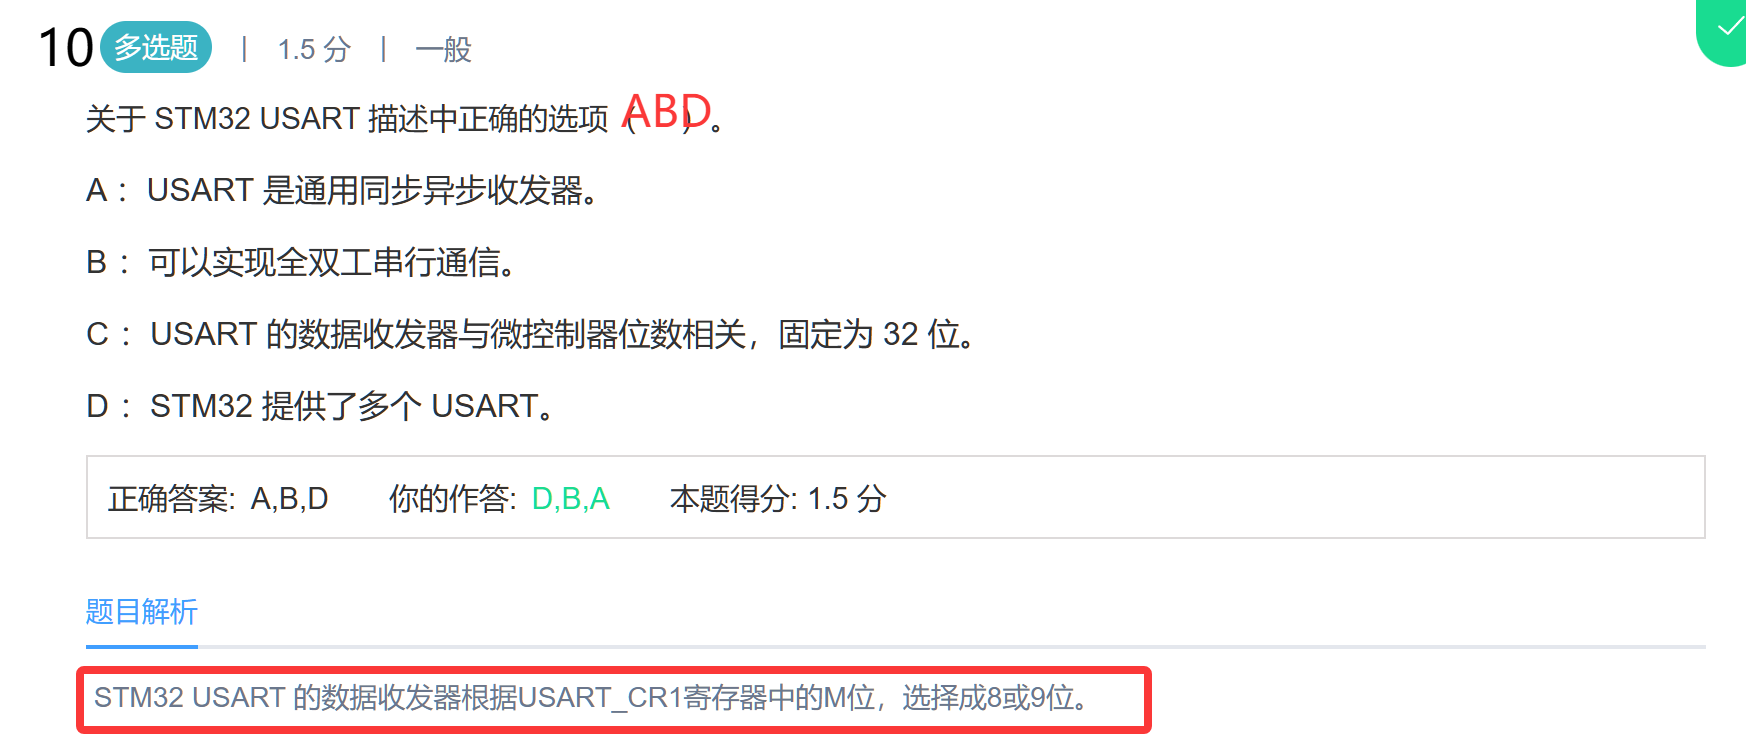 10 多选题 | 1.5 分 | 一般
关于 STM32 USART 描述中正确的选项 (ABD) 。
A： USART 是通用同步异步收发器。
B： 可以实现全双工串行通信。
C： USART 的数据收发器与微控制器位数相关，固定为 32 位。
D： STM32 提供了多个 USART。
正确答案: A,B,D 你的作答: D,B,A 本题得分: 1.5 分
题目解析
STM32 USART 的数据收发器根据USART_CR1寄存器中的M位，选择成8或9位。